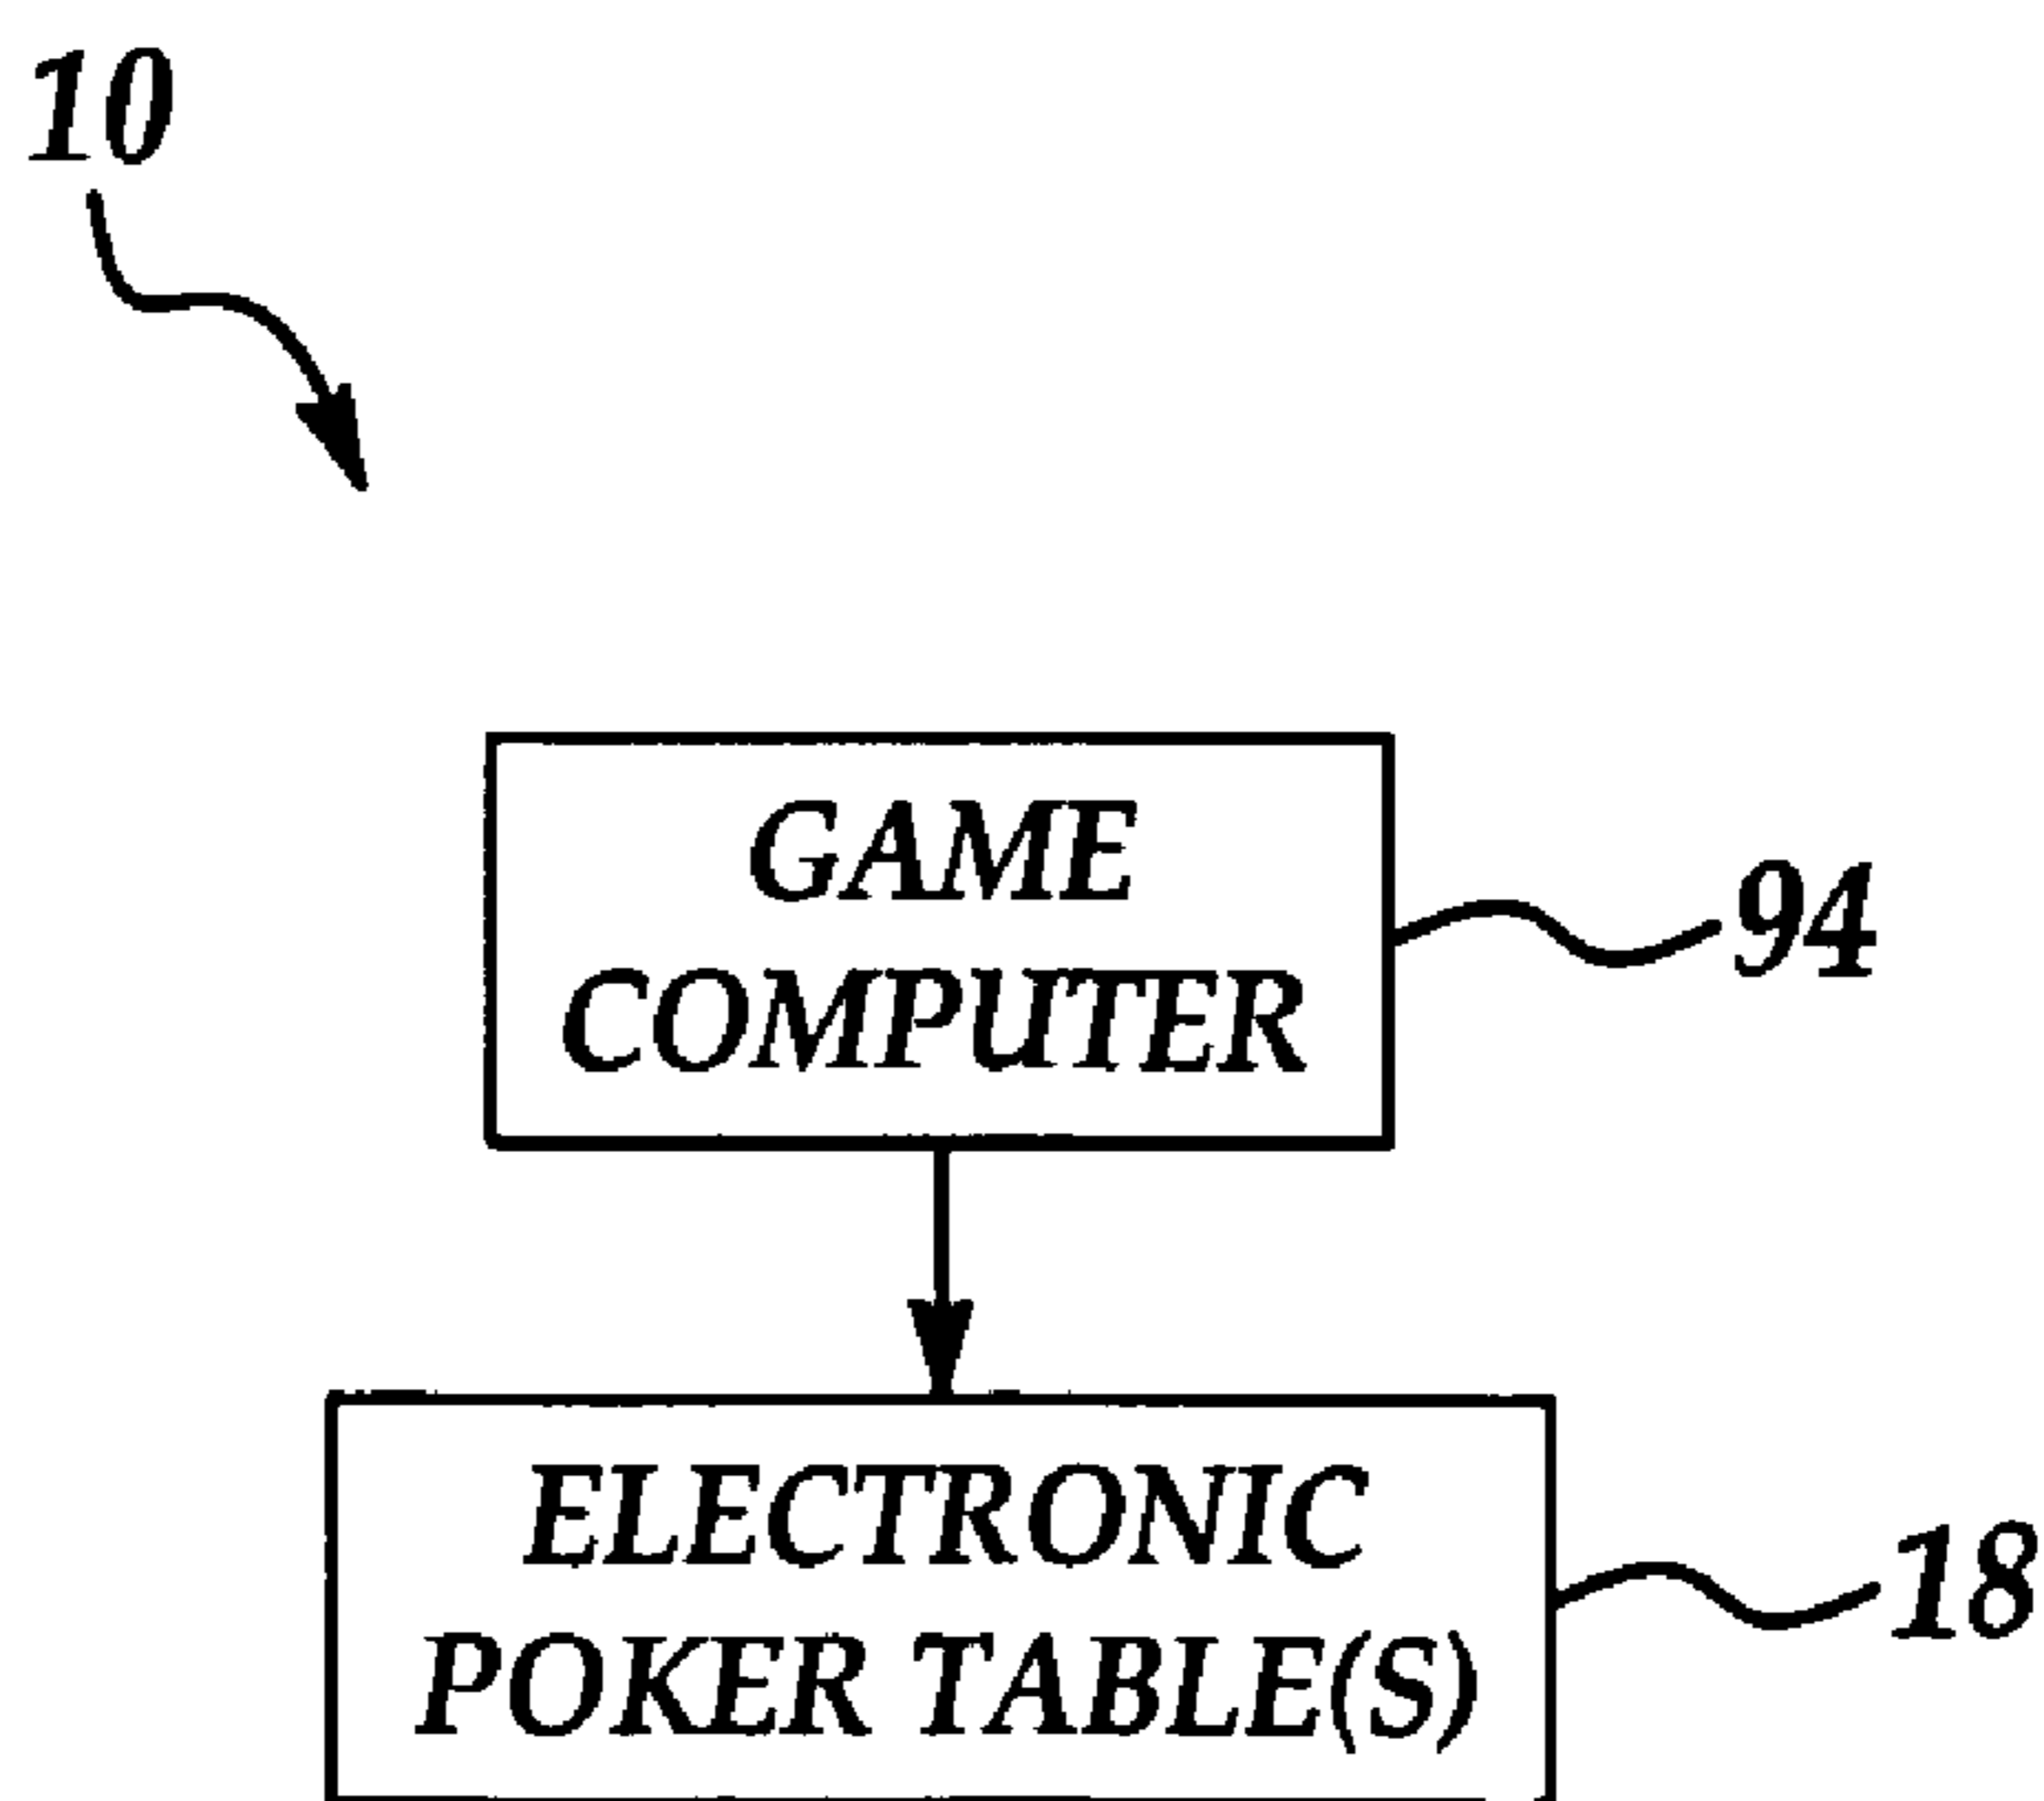 10
GAME
COMPUTER
94
ELECTRONIC
POKER TABLE(S)
18